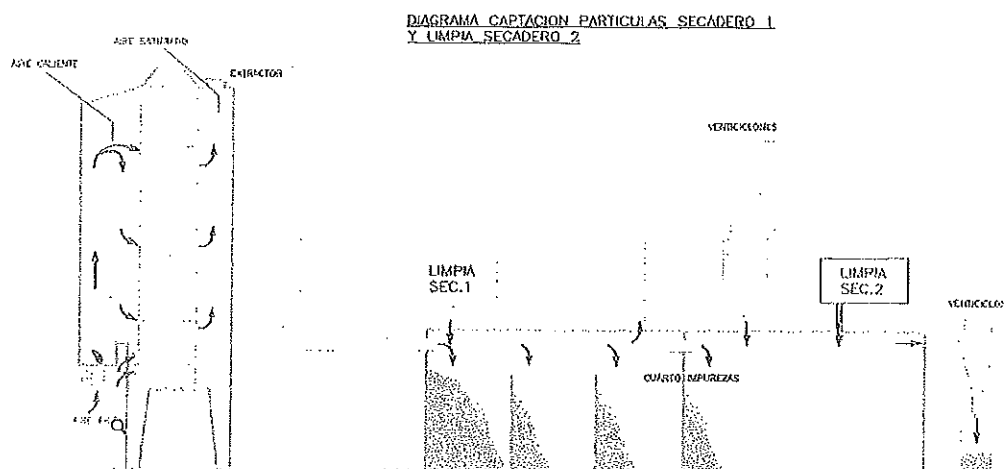 DIAGRAMA CAPTACION PARTICULAS SECADERO 1
Y LIMPIA SECADERO 2
AIRE SATURADO
AIRE CALIENTE
EXTRACTOR
VENTICICLONES
LIMPIA
SEC.1
LIMPIA
SEC.2
VENTICICLON
CUARTO IMPUREZAS